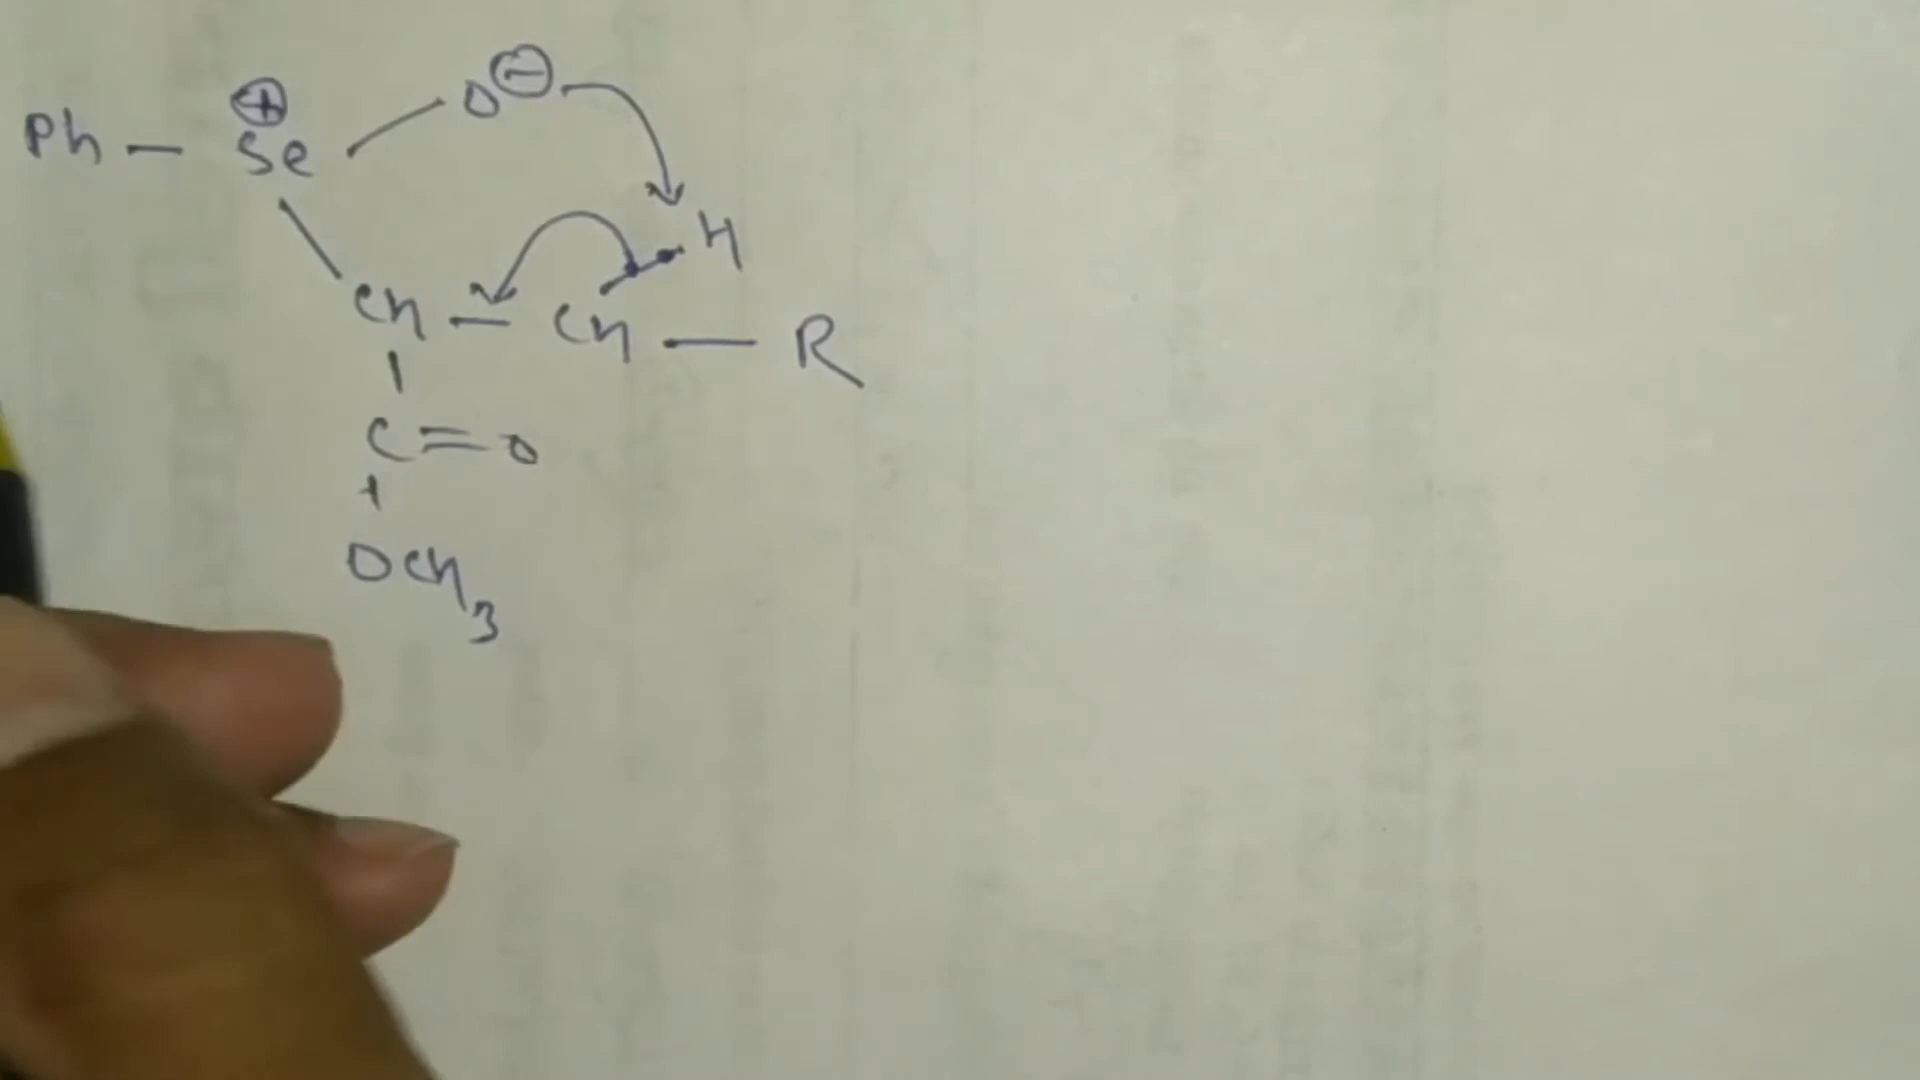 ⊕ O⊖
Ph — Se
H
CH — CH — R
C = O
OCH3